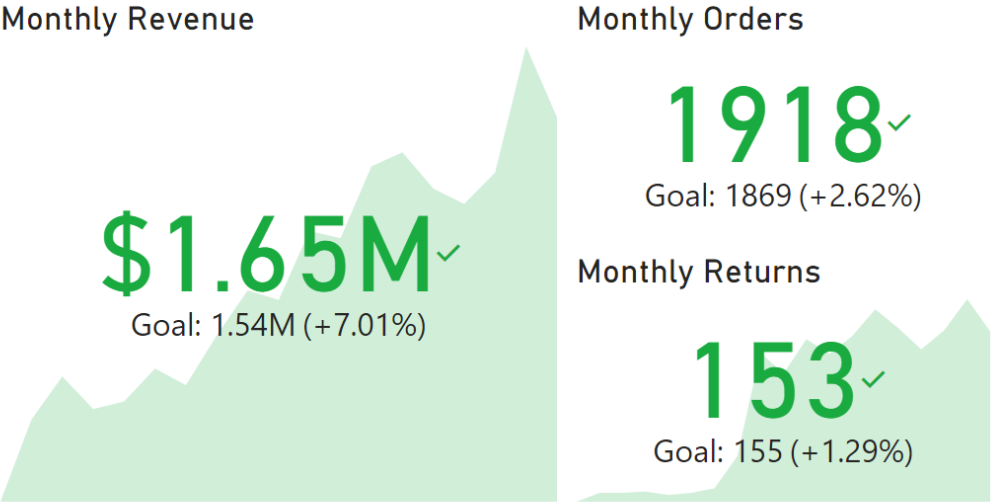 Monthly Revenue
$1.65M✓
Goal: 1.54M (+7.01%)
Monthly Orders
1918✓
Goal: 1869 (+2.62%)
Monthly Returns
153✓
Goal: 155 (+1.29%)